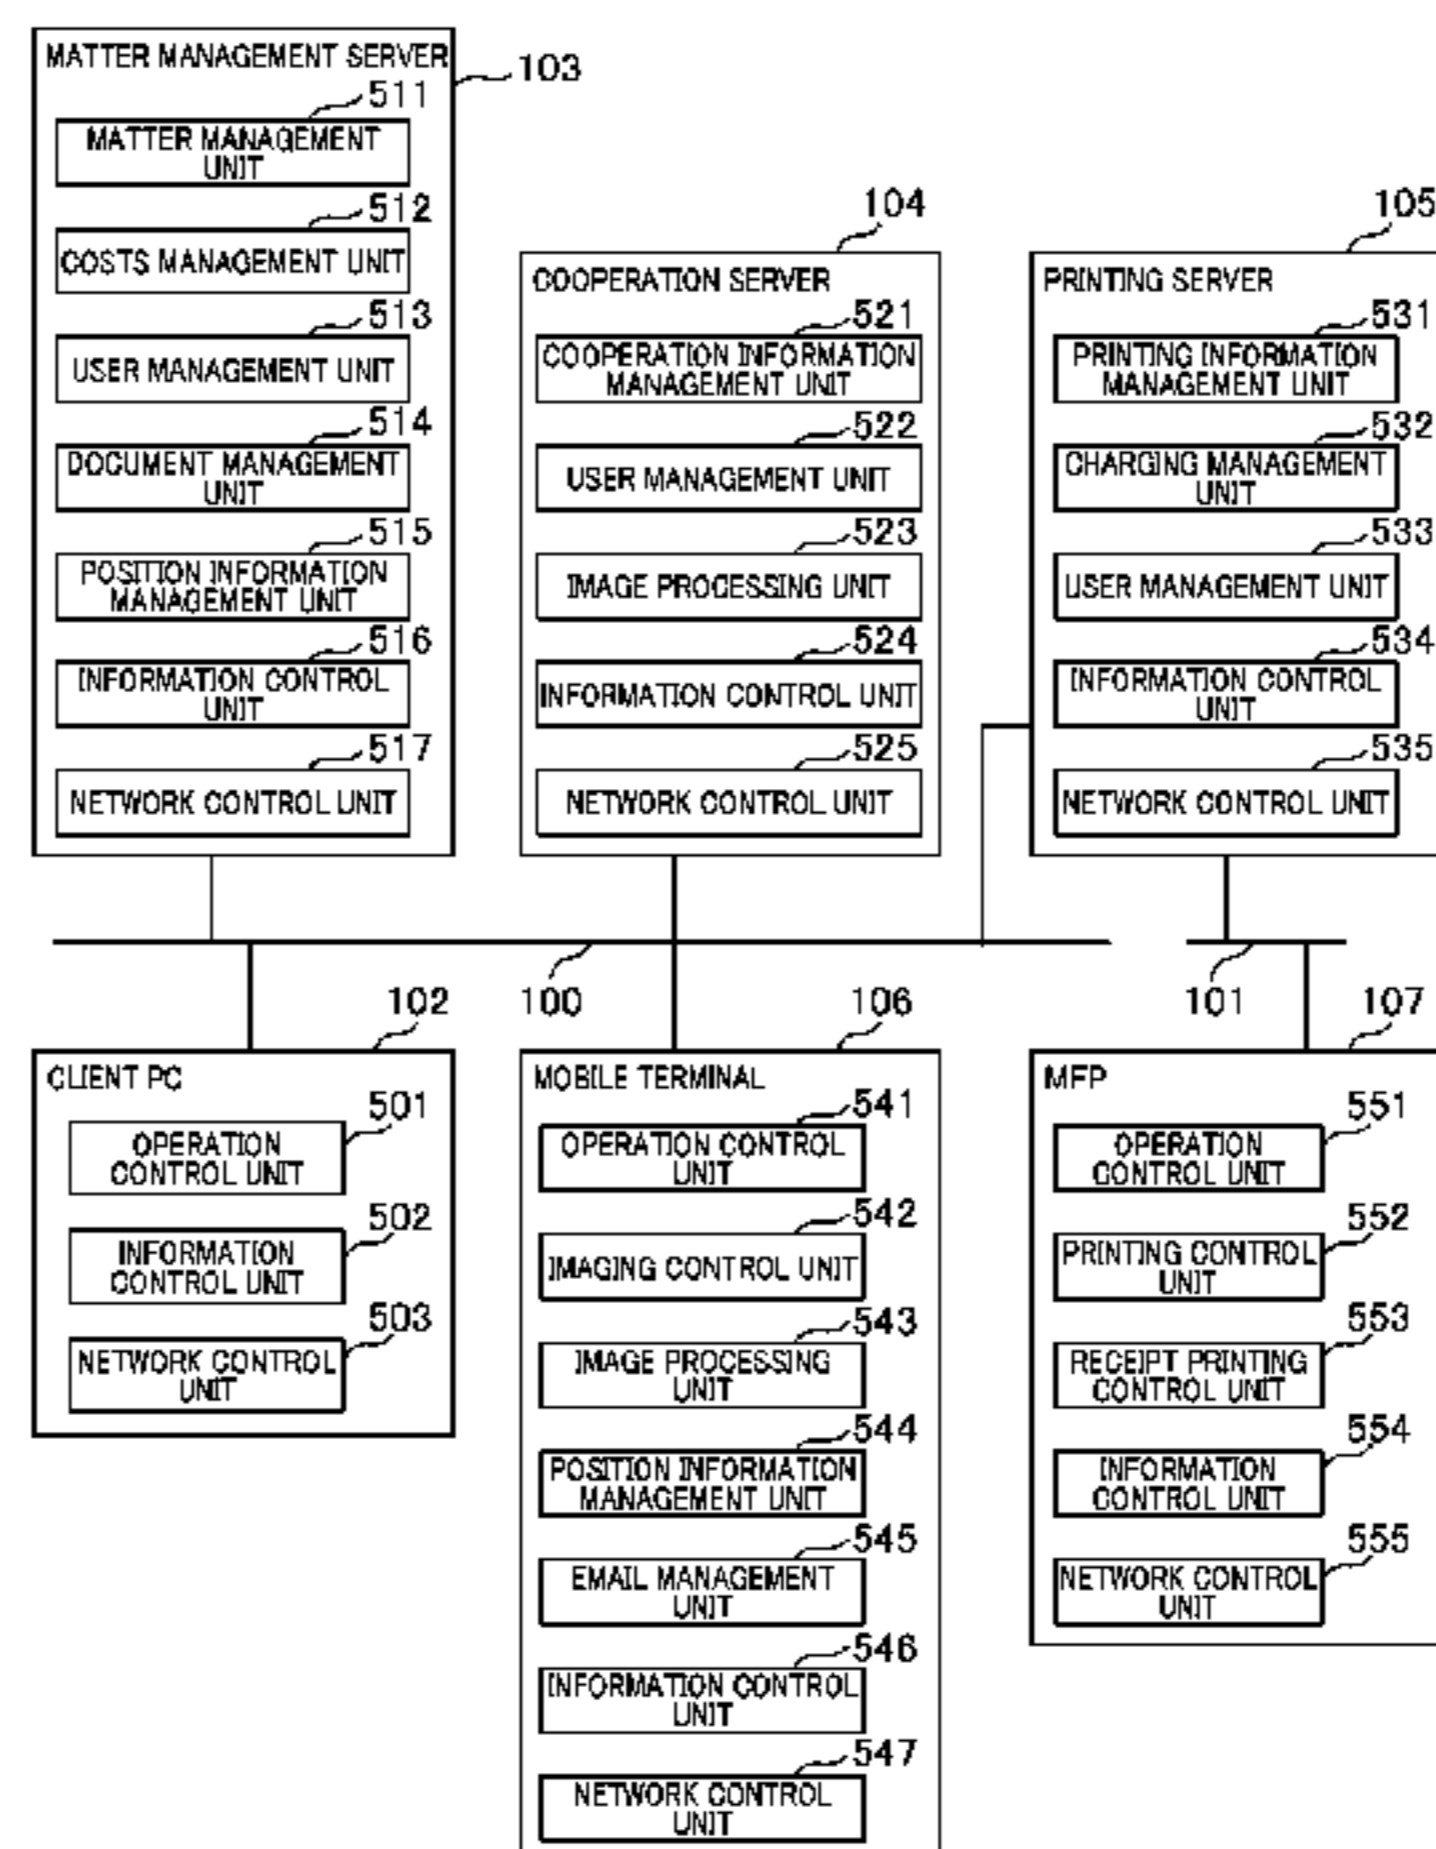 MATTER MANAGEMENT SERVER
103
511
MATTER MANAGEMENT
UNIT
512
COSTS MANAGEMENT UNIT
513
USER MANAGEMENT UNIT
514
DOCUMENT MANAGEMENT
UNIT
515
POSITION INFORMATION
MANAGEMENT UNIT
516
INFORMATION CONTROL
UNIT
517
NETWORK CONTROL UNIT
104
COOPERATION SERVER
521
COOPERATION INFORMATION
MANAGEMENT UNIT
522
USER MANAGEMENT UNIT
523
IMAGE PROCESSING UNIT
524
INFORMATION CONTROL UNIT
525
NETWORK CONTROL UNIT
105
PRINTING SERVER
531
PRINTING INFORMATION
MANAGEMENT UNIT
532
CHARGING MANAGEMENT
UNIT
533
USER MANAGEMENT UNIT
534
INFORMATION CONTROL
UNIT
535
NETWORK CONTROL UNIT
100
101
102
CLIENT PC
501
OPERATION
CONTROL UNIT
502
INFORMATION
CONTROL UNIT
503
NETWORK CONTROL
UNIT
106
MOBILE TERMINAL
541
OPERATION CONTROL
UNIT
542
IMAGING CONTROL UNIT
543
IMAGE PROCESSING
UNIT
544
POSITION INFORMATION
MANAGEMENT UNIT
545
EMAIL MANAGEMENT
UNIT
546
INFORMATION CONTROL
UNIT
547
NETWORK CONTROL
UNIT
107
MFP
551
OPERATION
CONTROL UNIT
552
PRINTING CONTROL
UNIT
553
RECEIPT PRINTING
CONTROL UNIT
554
INFORMATION
CONTROL UNIT
555
NETWORK CONTROL
UNIT